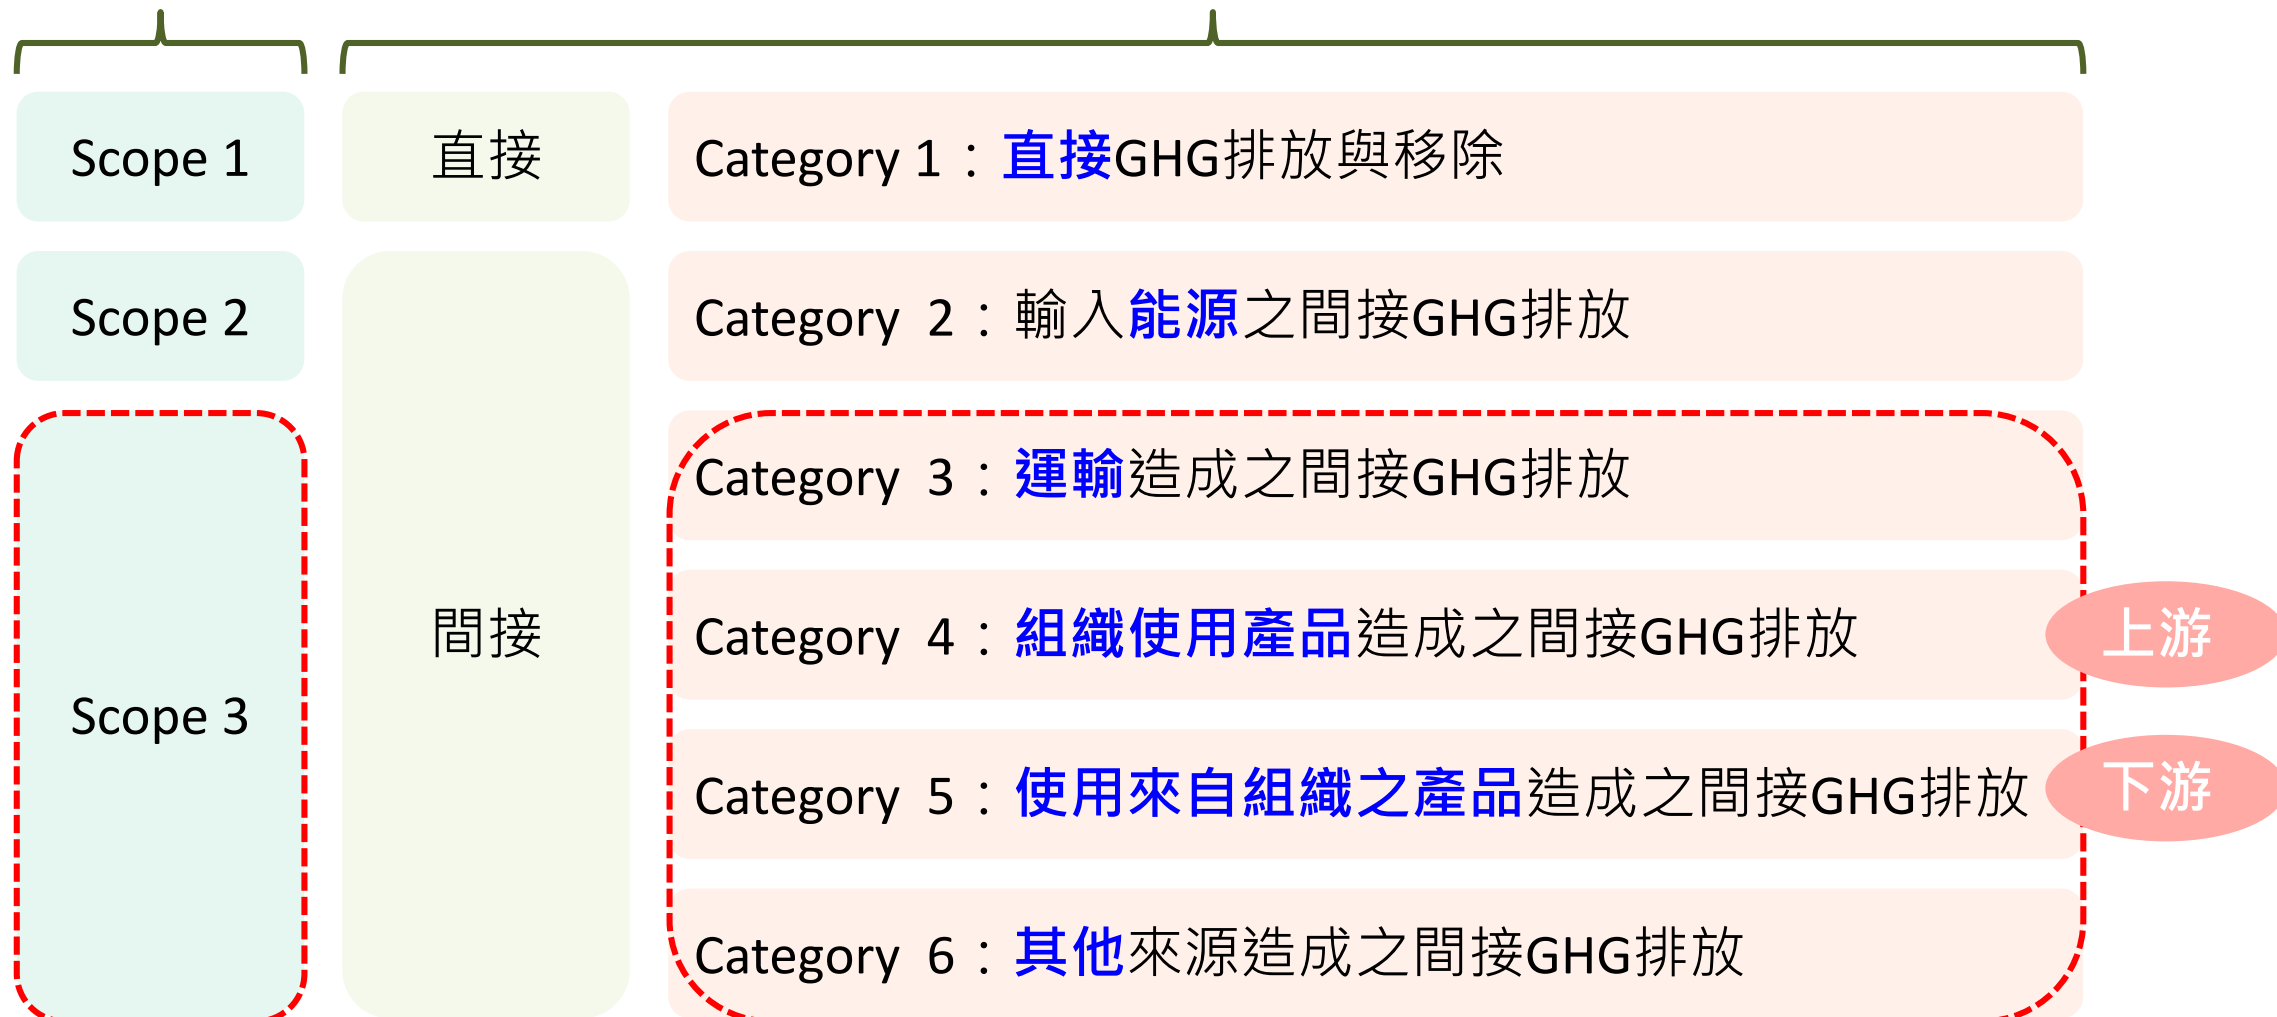 Scope 1
直接
Category 1：直接GHG排放與移除
Scope 2
Category 2：輸入能源之間接GHG排放
Category 3：運輸造成之間接GHG排放
間接
Category 4：組織使用產品造成之間接GHG排放
上游
Scope 3
Category 5：使用來自組織之產品造成之間接GHG排放
下游
Category 6：其他來源造成之間接GHG排放